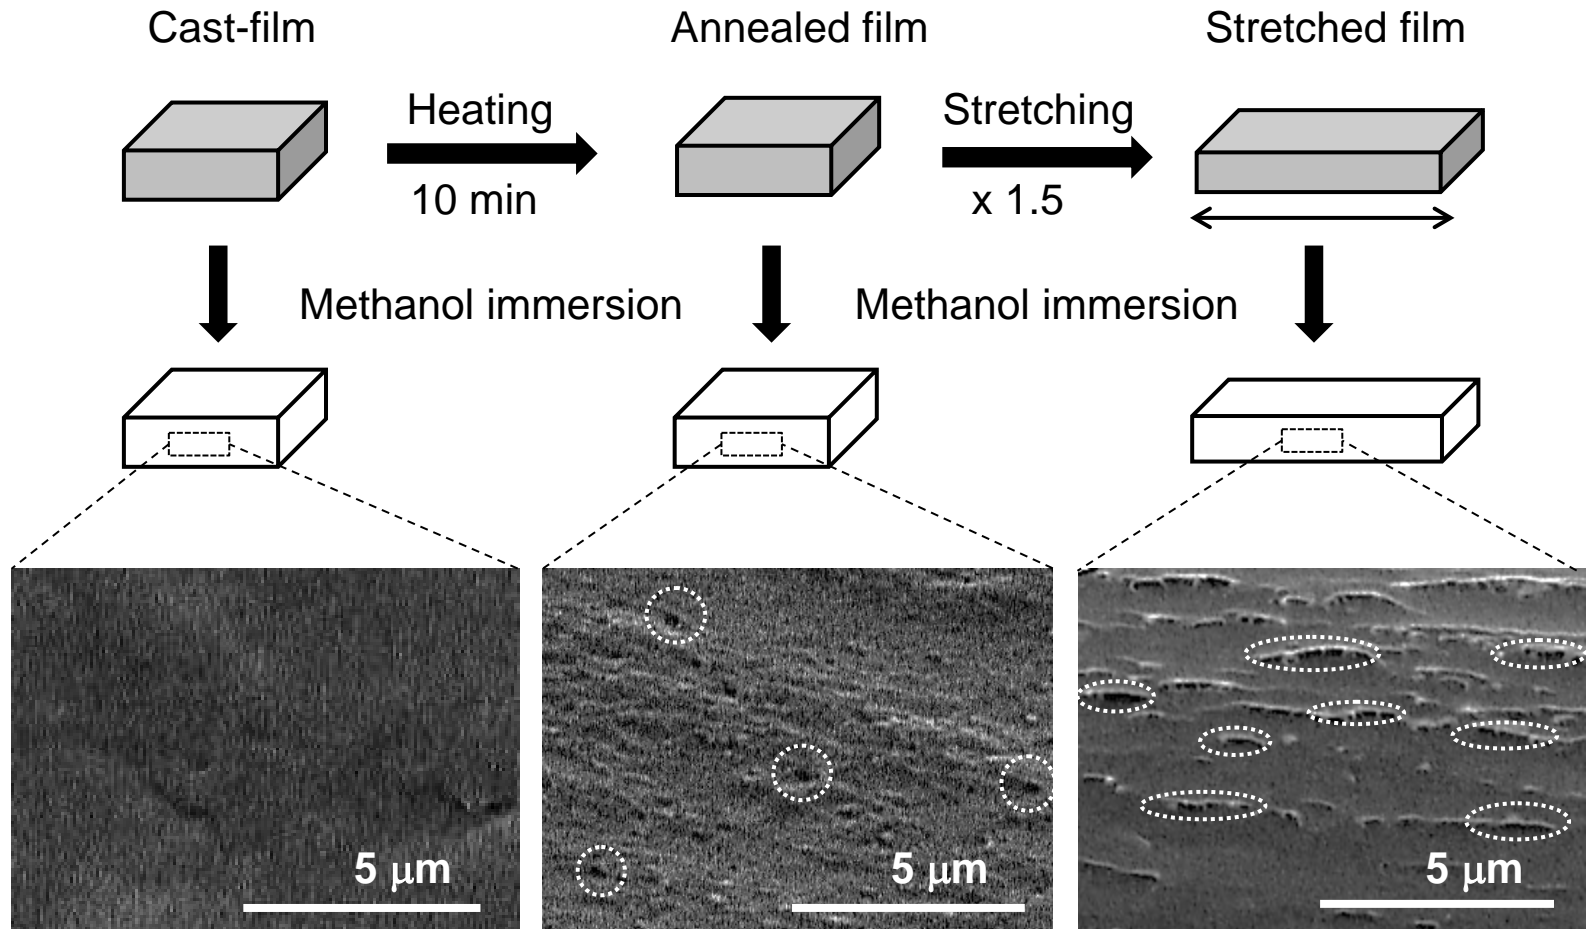 Cast-film
Annealed film
Stretched film
Heating
10 min
Stretching
x 1.5
Methanol immersion
Methanol immersion
5 μm
5 μm
5 μm